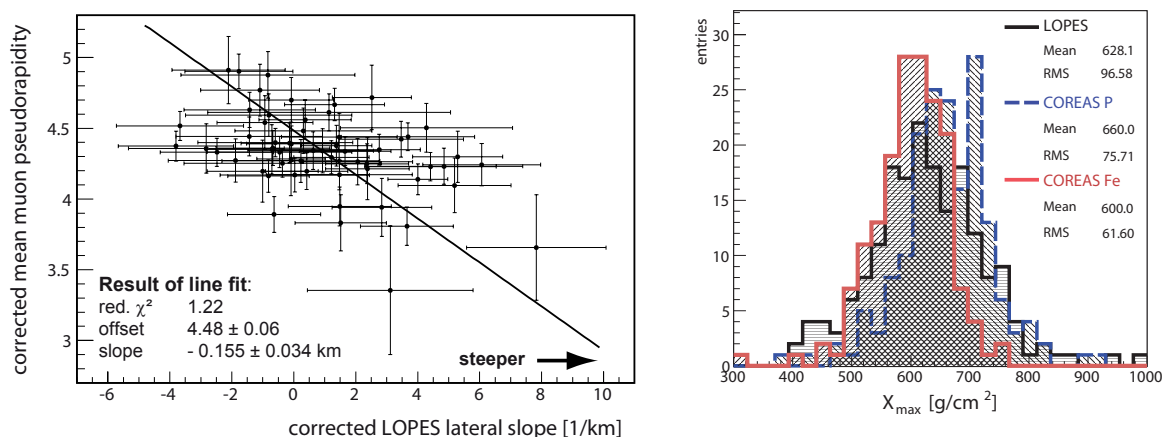 corrected mean muon pseudorapidity
5
4.5
4
3.5
3
Result of line fit:
red. χ² 1.22
offset 4.48 ± 0.06
slope - 0.155 ± 0.034 km
steeper
-6 -4 -2 0 2 4 6 8 10
corrected LOPES lateral slope [1/km]
entries
30
25
20
15
10
5
0
LOPES
Mean 628.1
RMS 96.58
COREAS P
Mean 660.0
RMS 75.71
COREAS Fe
Mean 600.0
RMS 61.60
300 400 500 600 700 800 900 1000
Xmax [g/cm 2]